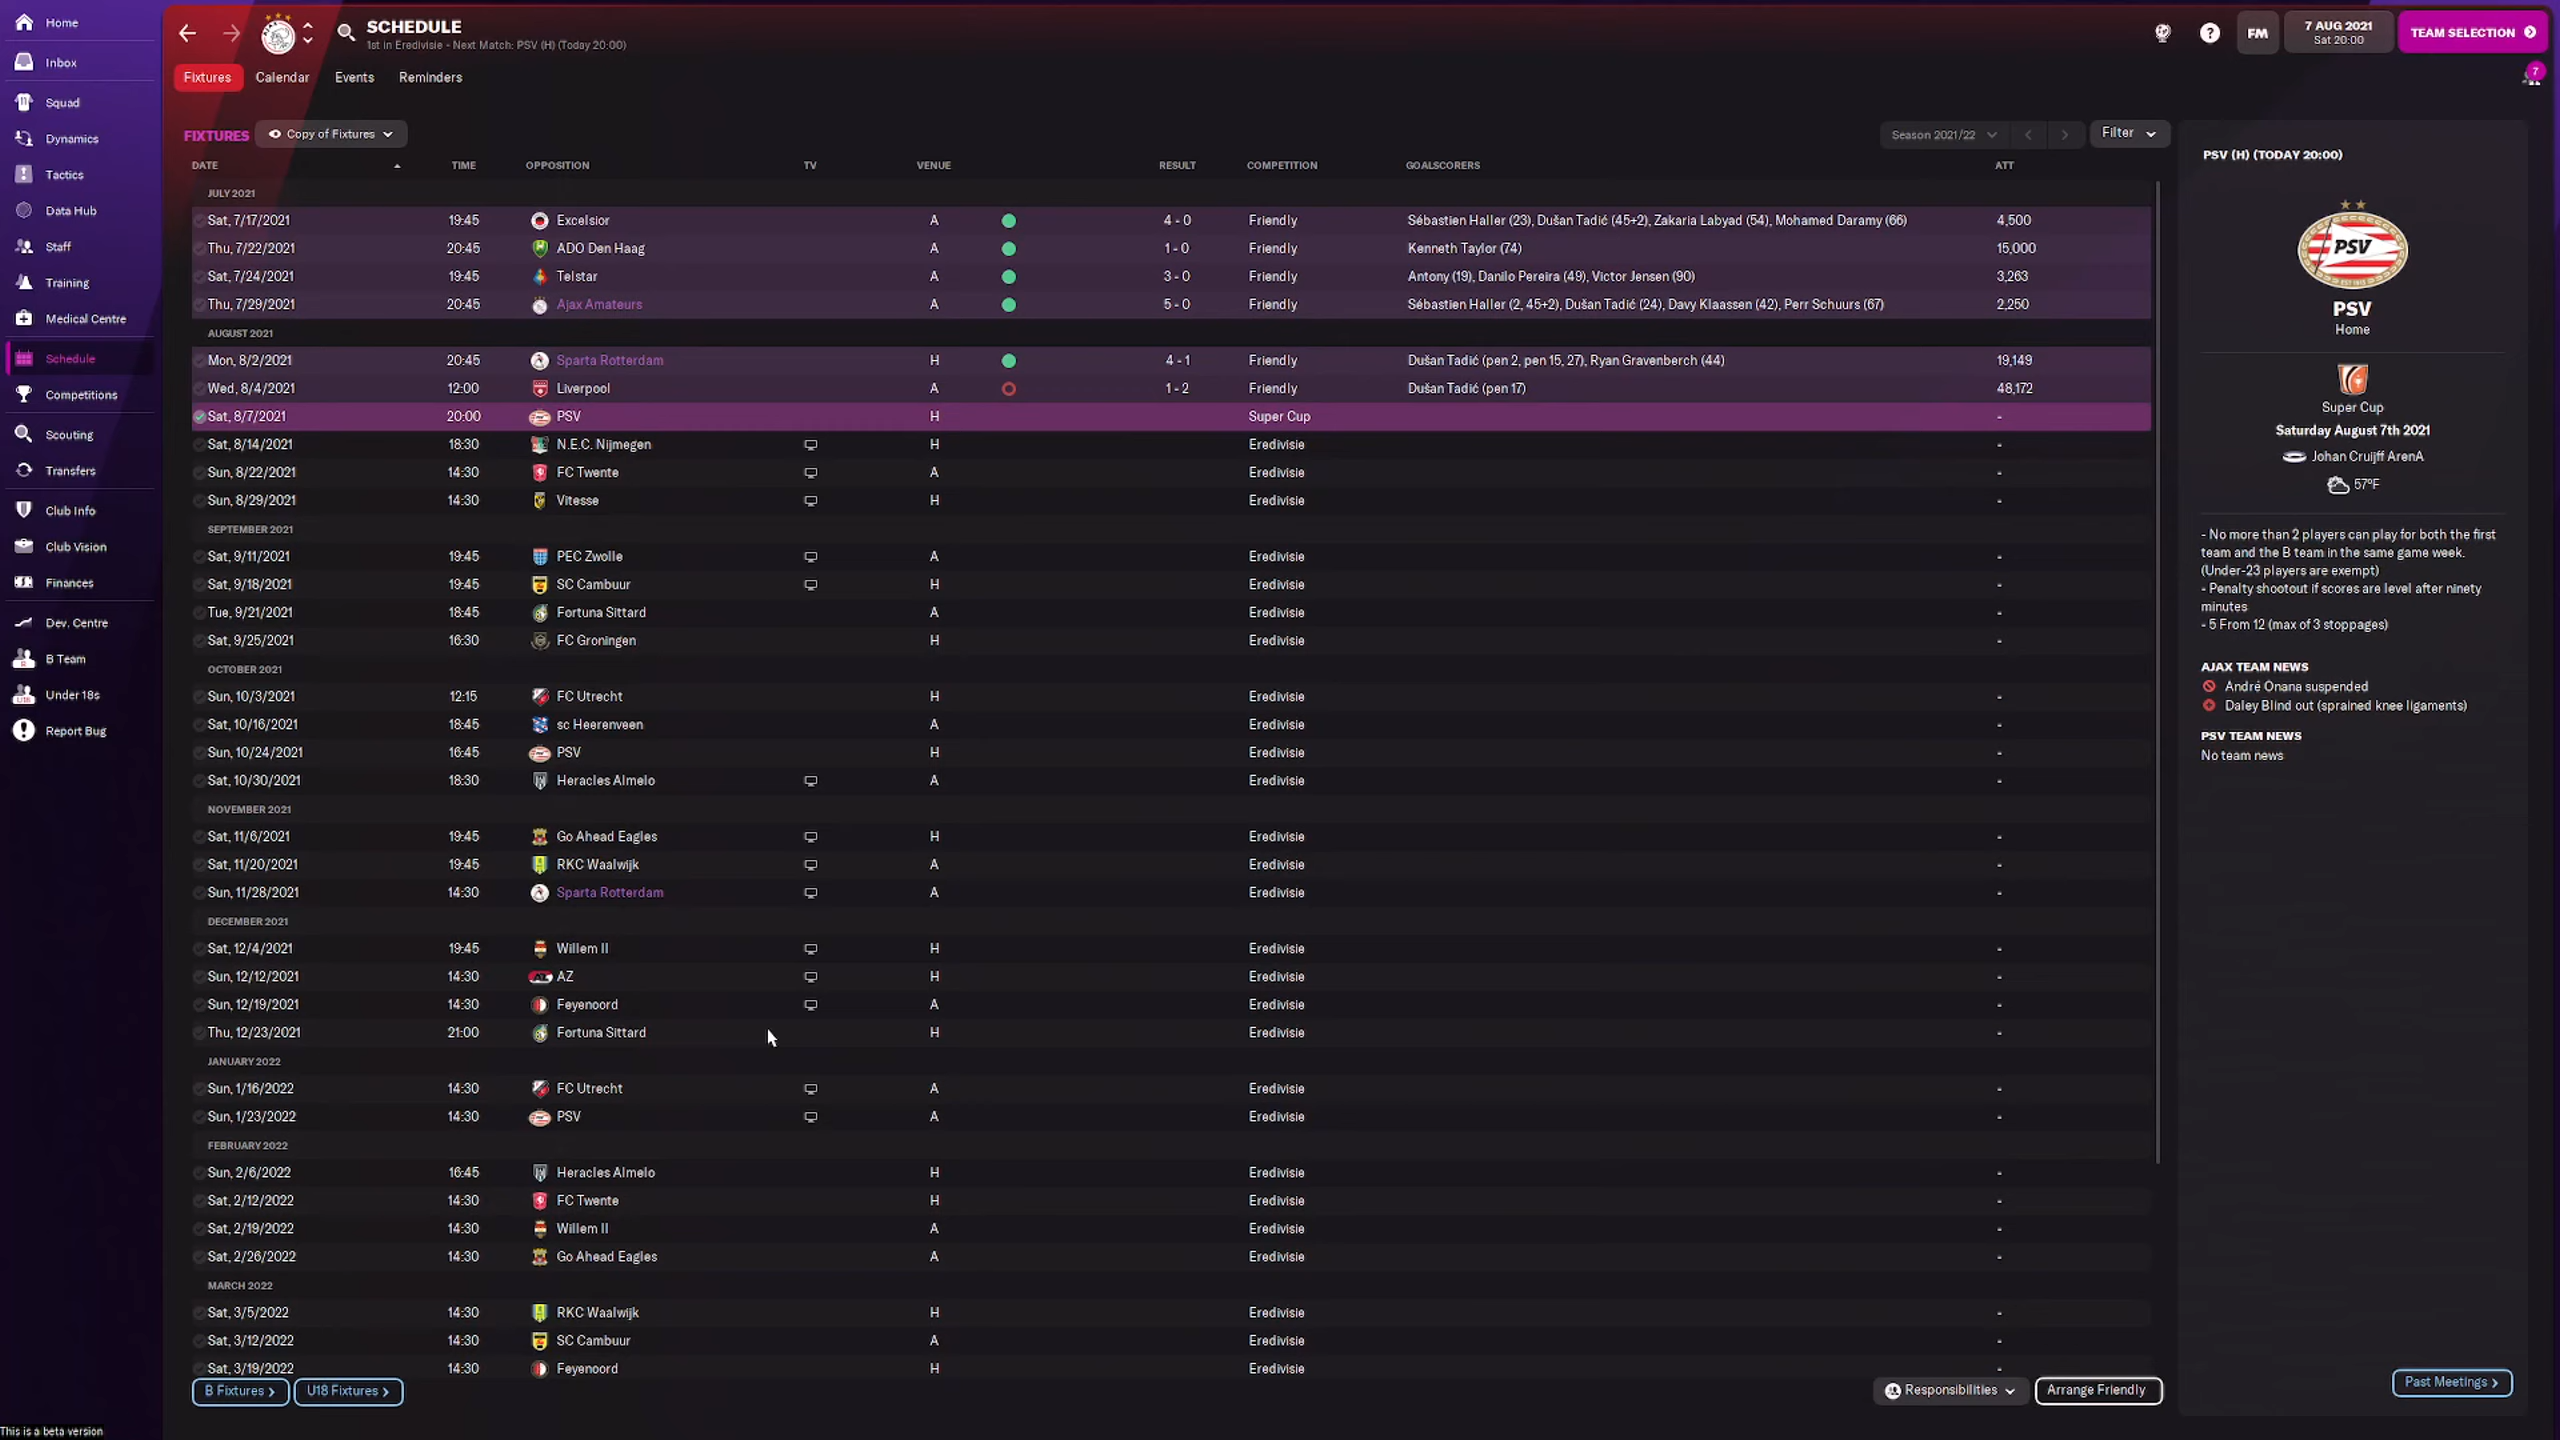 Home
Inbox
Squad
Dynamics
Tactics
Data Hub
Staff
Training
Medical Centre
Schedule
Competitions
Scouting
Transfers
Club Info
Club Vision
Finances
Dev. Centre
B Team
Under 18s
Report Bug
This is a beta version
SCHEDULE
1st in Eredivisie - Next Match: PSV (H) (Today 20:00)
FM
7 AUG 2021
Sat 20:00
TEAM SELECTION
7
Fixtures Calendar Events Reminders
FIXTURES Copy of Fixtures
Season 2021/22 Filter
DATE TIME OPPOSITION TV VENUE RESULT COMPETITION GOALSCORERS ATT
JULY 2021
Sat, 7/17/2021 19:45 Excelsior A 4 - 0 Friendly Sébastien Haller (23), Dušan Tadić (45+2), Zakaria Labyad (54), Mohamed Daramy (66) 4,500
Thu, 7/22/2021 20:45 ADO Den Haag A 1 - 0 Friendly Kenneth Taylor (74) 15,000
Sat, 7/24/2021 19:45 Telstar A 3 - 0 Friendly Antony (19), Danilo Pereira (49), Victor Jensen (90) 3,263
Thu, 7/29/2021 20:45 Ajax Amateurs A 5 - 0 Friendly Sébastien Haller (2, 45+2), Dušan Tadić (24), Davy Klaassen (42), Perr Schuurs (67) 2,250
AUGUST 2021
Mon, 8/2/2021 20:45 Sparta Rotterdam H 4 - 1 Friendly Dušan Tadić (pen 2, pen 15, 27), Ryan Gravenberch (44) 19,149
Wed, 8/4/2021 12:00 Liverpool A 1 - 2 Friendly Dušan Tadić (pen 17) 48,172
Sat, 8/7/2021 20:00 PSV H Super Cup -
Sat, 8/14/2021 18:30 N.E.C. Nijmegen H Eredivisie -
Sun, 8/22/2021 14:30 FC Twente A Eredivisie -
Sun, 8/29/2021 14:30 Vitesse H Eredivisie -
SEPTEMBER 2021
Sat, 9/11/2021 19:45 PEC Zwolle A Eredivisie -
Sat, 9/18/2021 19:45 SC Cambuur H Eredivisie -
Tue, 9/21/2021 18:45 Fortuna Sittard A Eredivisie -
Sat, 9/25/2021 16:30 FC Groningen H Eredivisie -
OCTOBER 2021
Sun, 10/3/2021 12:15 FC Utrecht H Eredivisie -
Sat, 10/16/2021 18:45 sc Heerenveen A Eredivisie -
Sun, 10/24/2021 16:45 PSV H Eredivisie -
Sat, 10/30/2021 18:30 Heracles Almelo A Eredivisie -
NOVEMBER 2021
Sat, 11/6/2021 19:45 Go Ahead Eagles H Eredivisie -
Sat, 11/20/2021 19:45 RKC Waalwijk A Eredivisie -
Sun, 11/28/2021 14:30 Sparta Rotterdam A Eredivisie -
DECEMBER 2021
Sat, 12/4/2021 19:45 Willem II H Eredivisie -
Sun, 12/12/2021 14:30 AZ H Eredivisie -
Sun, 12/19/2021 14:30 Feyenoord A Eredivisie -
Thu, 12/23/2021 21:00 Fortuna Sittard H Eredivisie -
JANUARY 2022
Sun, 1/16/2022 14:30 FC Utrecht A Eredivisie -
Sun, 1/23/2022 14:30 PSV A Eredivisie -
FEBRUARY 2022
Sun, 2/6/2022 16:45 Heracles Almelo H Eredivisie -
Sat, 2/12/2022 14:30 FC Twente H Eredivisie -
Sat, 2/19/2022 14:30 Willem II A Eredivisie -
Sat, 2/26/2022 14:30 Go Ahead Eagles A Eredivisie -
MARCH 2022
Sat, 3/5/2022 14:30 RKC Waalwijk H Eredivisie -
Sat, 3/12/2022 14:30 SC Cambuur A Eredivisie -
Sat, 3/19/2022 14:30 Feyenoord H Eredivisie -
B Fixtures U18 Fixtures Responsibilities Arrange Friendly
PSV (H) (TODAY 20:00)
PSV
PSV
Home
Super Cup
Saturday August 7th 2021
Johan Cruijff ArenA
57°F
- No more than 2 players can play for both the first
team and the B team in the same game week.
(Under-23 players are exempt)
- Penalty shootout if scores are level after ninety
minutes
- 5 From 12 (max of 3 stoppages)
AJAX TEAM NEWS
André Onana suspended
Daley Blind out (sprained knee ligaments)
PSV TEAM NEWS
No team news
Past Meetings